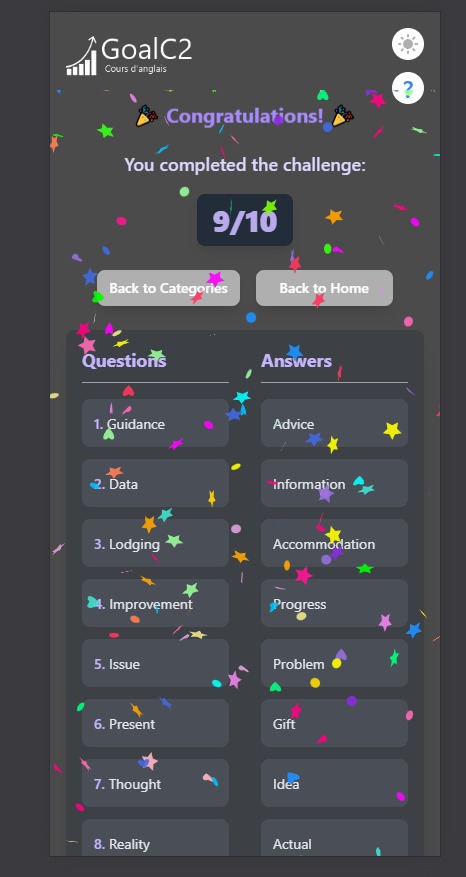 GoalC2
Cours d'anglais
?
Congratulations!
You completed the challenge:
9/10
Back to Categories
Back to Home
Questions
Answers
1. Guidance
Advice
2. Data
Information
3. Lodging
Accommodation
4. Improvement
Progress
5. Issue
Problem
6. Present
Gift
7. Thought
Idea
8. Reality
Actual